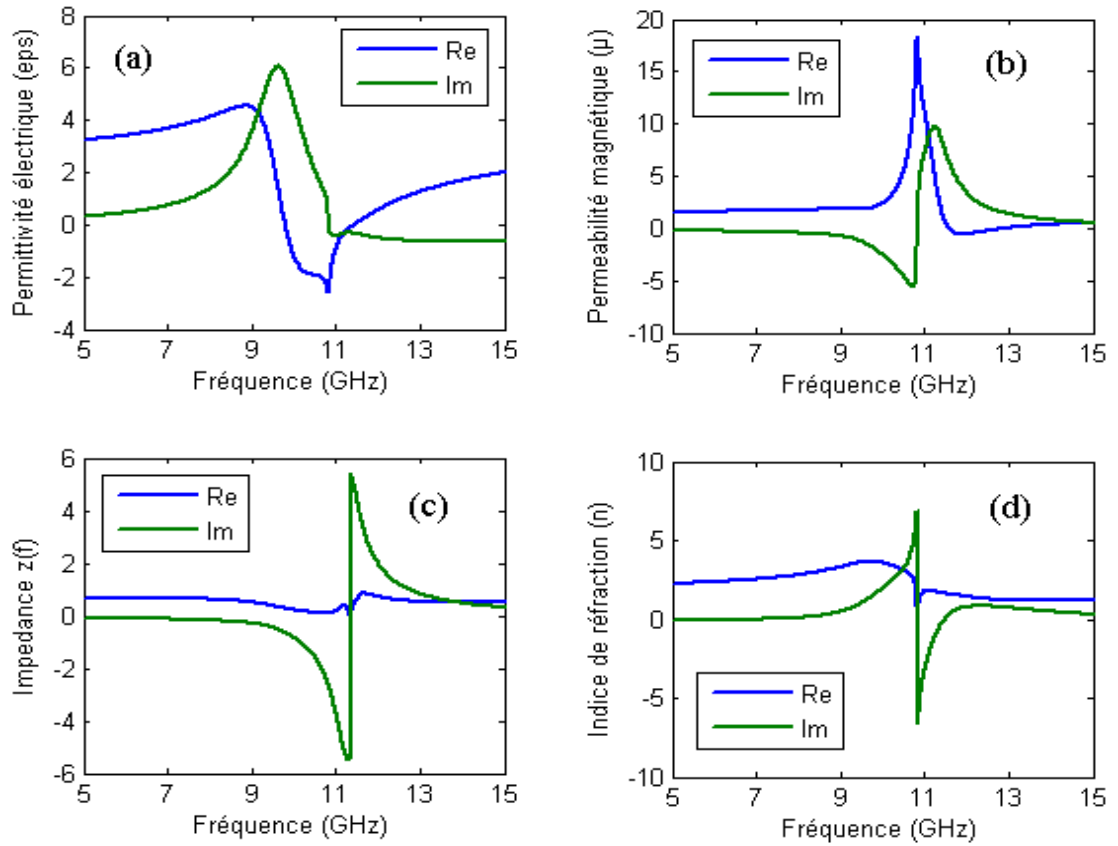 8
6
4
2
0
-2
-4
Permittivité électrique (eps)
(a)
Re
Im
5
7
9
11
13
15
Fréquence (GHz)
20
15
10
5
0
-5
-10
Permeabilité magnétique (µ)
Re
Im
(b)
5
7
9
11
13
15
Fréquence (GHz)
6
4
2
0
-2
-4
-6
Impedance z(f)
Re
Im
(c)
5
7
9
11
13
15
Fréquence (GHz)
10
5
0
-5
-10
Indice de réfraction (n)
(d)
Re
Im
5
7
9
11
13
15
Fréquence (GHz)